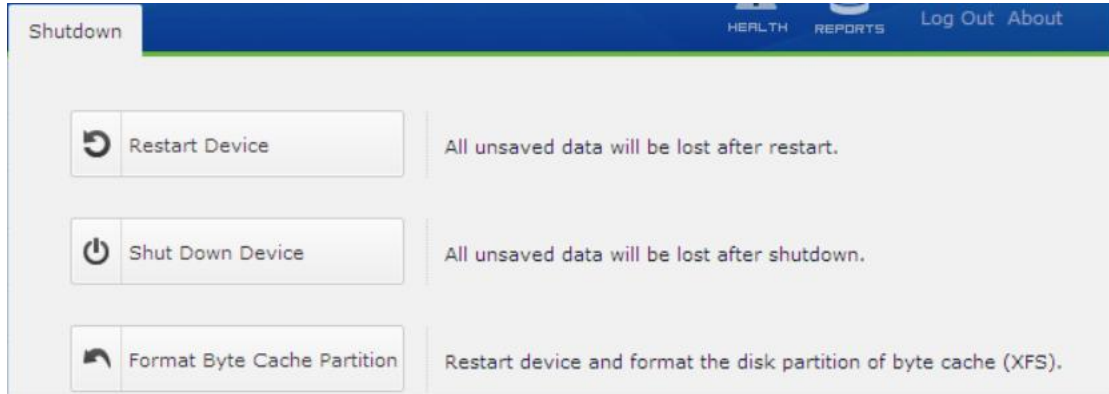 Shutdown
HEALTH REPORTS Log Out About
Restart Device All unsaved data will be lost after restart.
Shut Down Device All unsaved data will be lost after shutdown.
Format Byte Cache Partition Restart device and format the disk partition of byte cache (XFS).